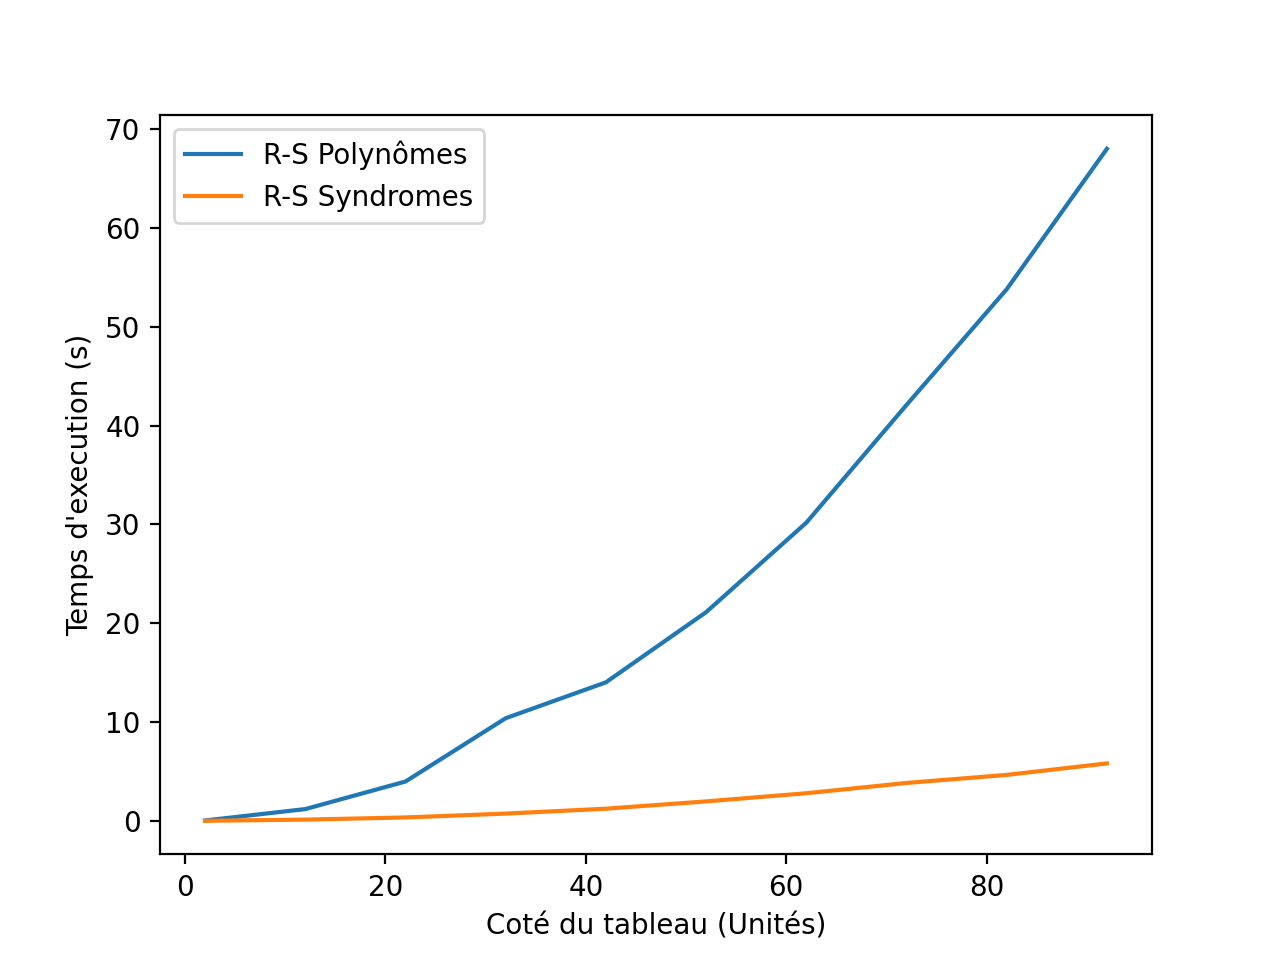 R-S Polynômes
R-S Syndromes
70
60
50
40
30
20
10
0
Temps d'execution (s)
0 20 40 60 80
Coté du tableau (Unités)